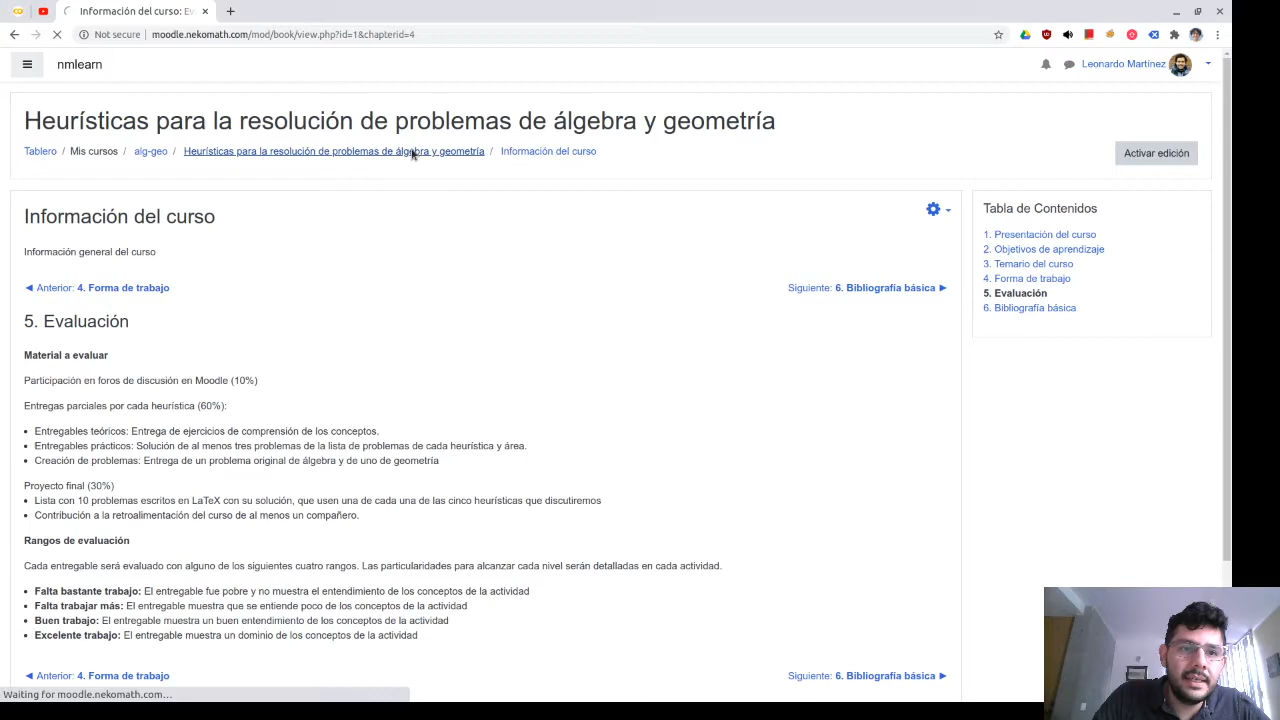 Información del curso: Ev
Not secure moodle.nekomath.com/mod/book/view.php?id=1&chapterid=4
nmlearn
Leonardo Martínez
Heurísticas para la resolución de problemas de álgebra y geometría
Tablero / Mis cursos / alg-geo / Heurísticas para la resolución de problemas de álgebra y geometría / Información del curso
Activar edición
Información del curso
Información general del curso
◄ Anterior: 4. Forma de trabajo
Siguiente: 6. Bibliografía básica ►
5. Evaluación
Material a evaluar
Participación en foros de discusión en Moodle (10%)
Entregas parciales por cada heurística (60%):
• Entregables teóricos: Entrega de ejercicios de comprensión de los conceptos.
• Entregables prácticos: Solución de al menos tres problemas de la lista de problemas de cada heurística y área.
• Creación de problemas: Entrega de un problema original de álgebra y de uno de geometría
Proyecto final (30%)
• Lista con 10 problemas escritos en LaTeX con su solución, que usen una de cada una de las cinco heurísticas que discutiremos
• Contribución a la retroalimentación del curso de al menos un compañero.
Rangos de evaluación
Cada entregable será evaluado con alguno de los siguientes cuatro rangos. Las particularidades para alcanzar cada nivel serán detalladas en cada actividad.
• Falta bastante trabajo: El entregable fue pobre y no muestra el entendimiento de los conceptos de la actividad
• Falta trabajar más: El entregable muestra que se entiende poco de los conceptos de la actividad
• Buen trabajo: El entregable muestra un buen entendimiento de los conceptos de la actividad
• Excelente trabajo: El entregable muestra un dominio de los conceptos de la actividad
◄ Anterior: 4. Forma de trabajo
Siguiente: 6. Bibliografía básica ►
Tabla de Contenidos
1. Presentación del curso
2. Objetivos de aprendizaje
3. Temario del curso
4. Forma de trabajo
5. Evaluación
6. Bibliografía básica
Waiting for moodle.nekomath.com…